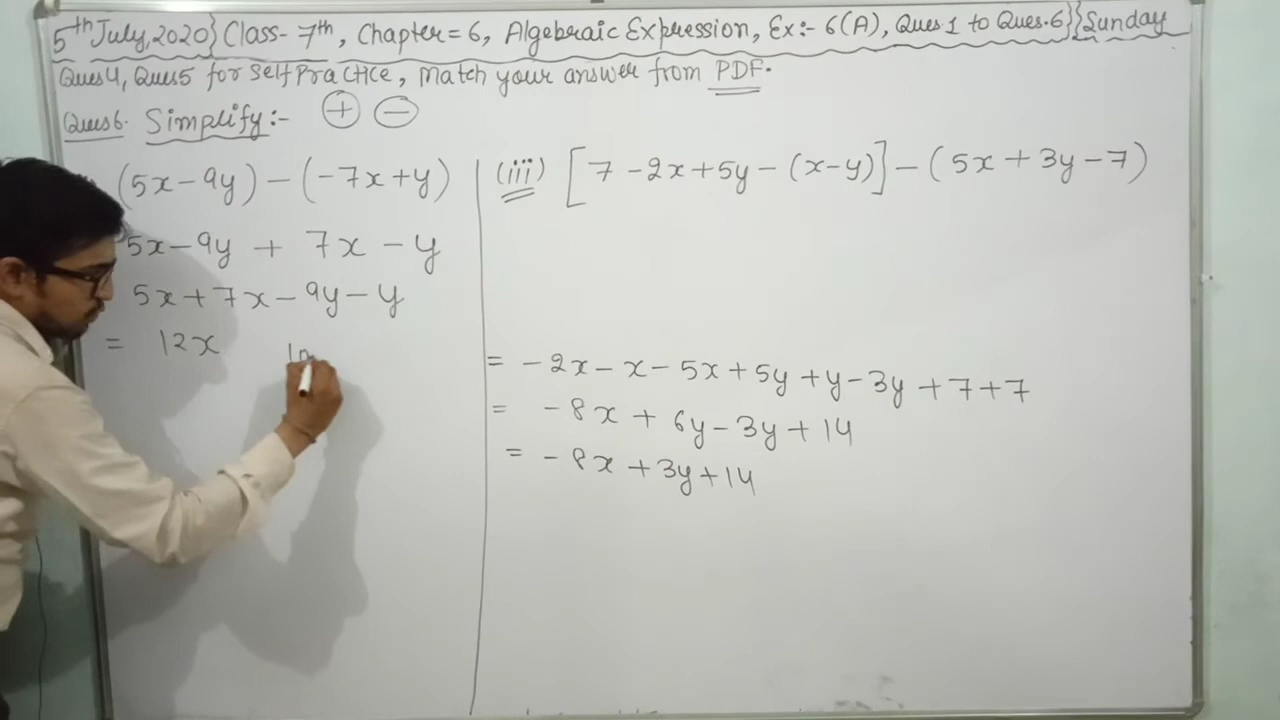 5th July, 2020} Class- 7th, Chapter = 6, Algebraic Expression, Ex:- 6(A), Ques 1 to Ques.6}} Sunday
Ques4, Ques5 for Self Practice, Match your answer from PDF.
Ques6. Simplify:- + -
(5x-9y) - (-7x+y)
5x-9y + 7x - y
5x+7x-9y-y
= 12x 10
(iii) [7 -2x+5y-(x-y)] - (5x+3y-7)
= -2x-x-5x+5y+y-3y+7+7
= -8x + 6y-3y+14
= -8x+3y+14